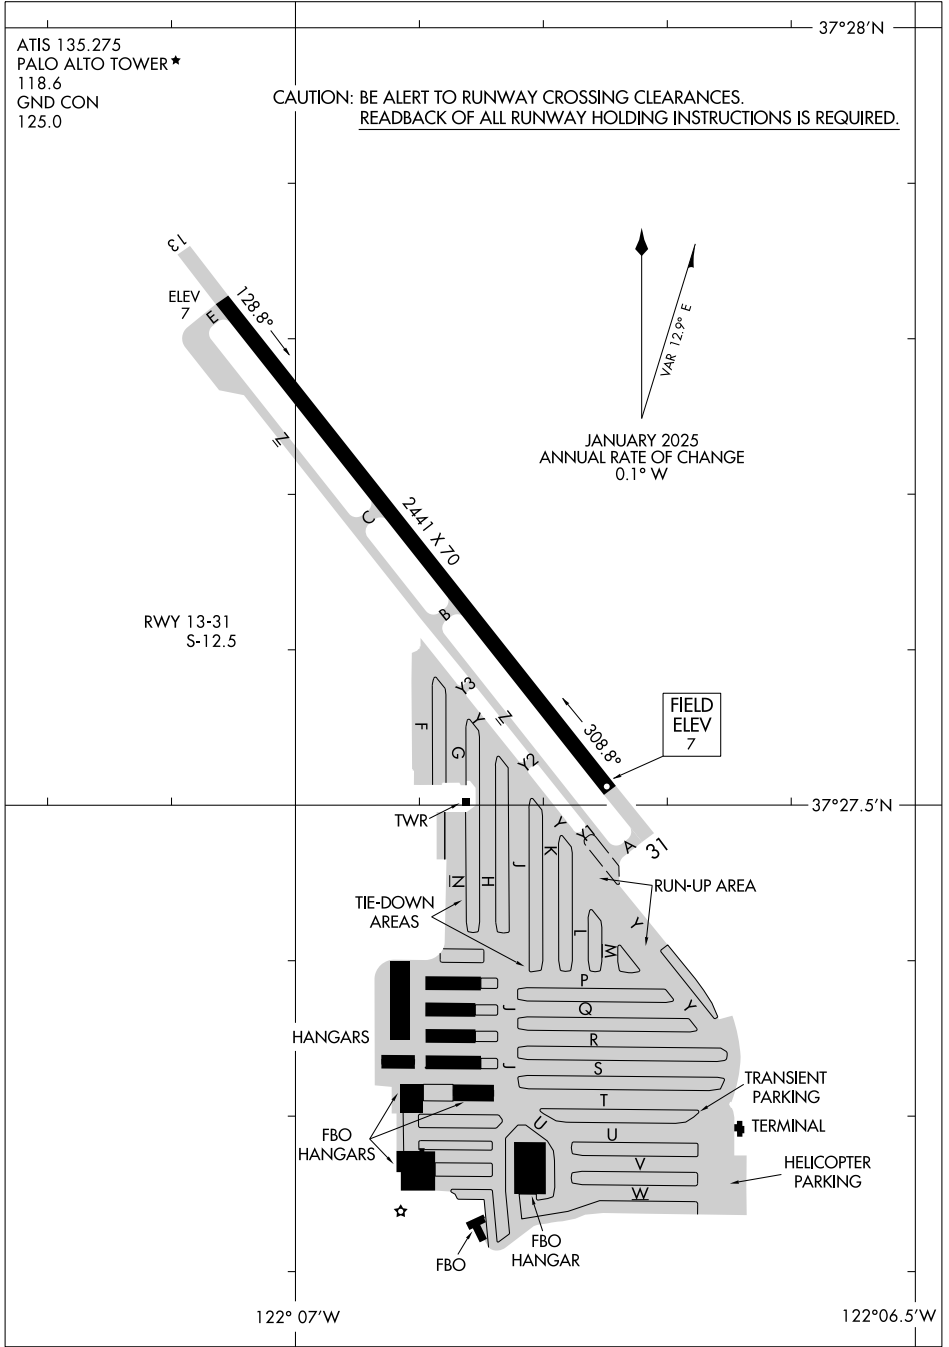 37°28'N
ATIS 135.275
PALO ALTO TOWER★
118.6
GND CON
125.0
CAUTION: BE ALERT TO RUNWAY CROSSING CLEARANCES.
READBACK OF ALL RUNWAY HOLDING INSTRUCTIONS IS REQUIRED.
13
ELEV
7
E
128.8°
VAR 12.9° E
JANUARY 2025
ANNUAL RATE OF CHANGE
0.1° W
Z
C
2441 X 70
B
RWY 13-31
S-12.5
Y3
Y
Z
Y2
F
G
308.8°
FIELD
ELEV
7
37°27.5'N
TWR
Y
Y1
A
31
K
J
H
N
RUN-UP AREA
TIE-DOWN
AREAS
L
M
Y
P
Y
J
Q
HANGARS
R
J
S
T
TRANSIENT
PARKING
TERMINAL
U
U
FBO
HANGARS
V
HELICOPTER
PARKING
W
FBO
FBO
HANGAR
122° 07'W
122°06.5'W